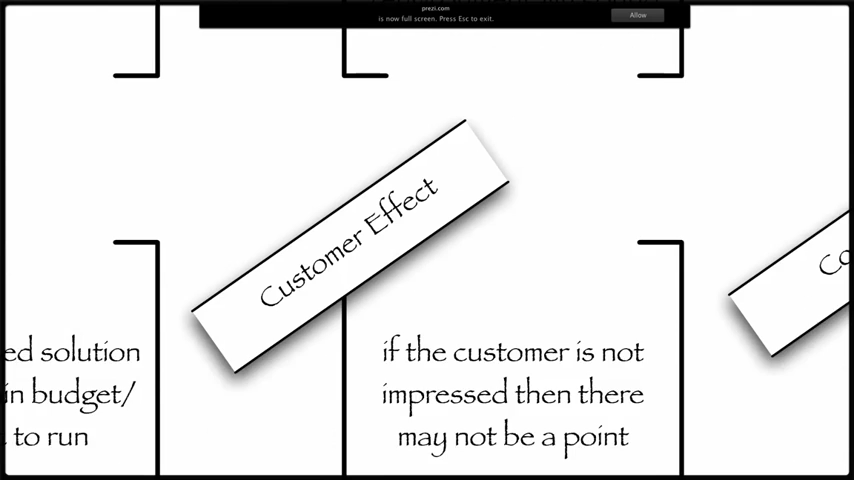 prezi.com
is now full screen. Press Esc to exit.
Allow
Customer Effect
Co
ed solution
in budget/
to run
if the customer is not
impressed then there
may not be a point